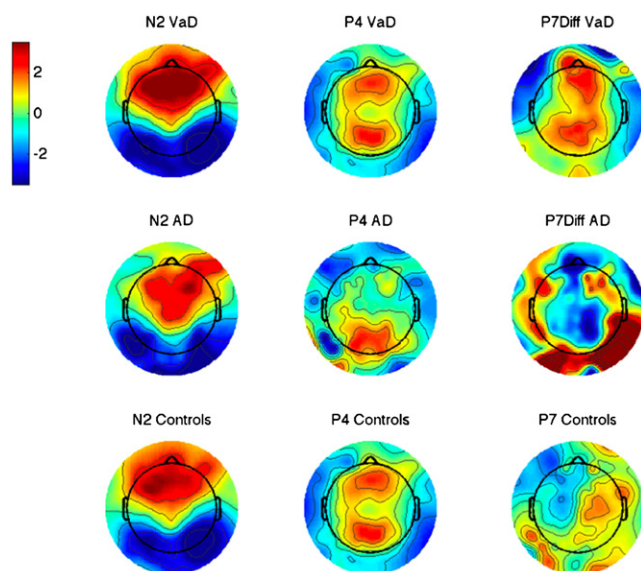 N2 VaD P4 VaD P7Diff VaD
2
0
-2
N2 AD P4 AD P7Diff AD
N2 Controls P4 Controls P7 Controls